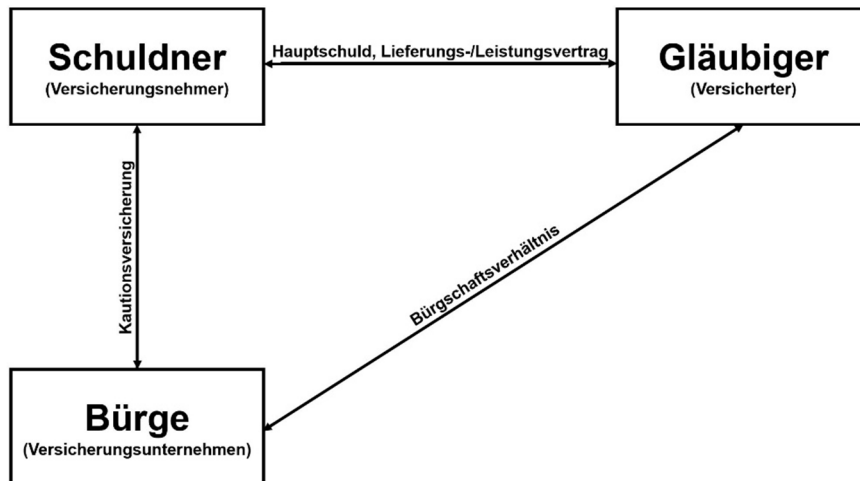 Schuldner
(Versicherungsnehmer)
Hauptschuld, Lieferungs-/Leistungsvertrag
Gläubiger
(Versicherter)
Kautionsversicherung
Bürgschaftsverhältnis
Bürge
(Versicherungsunternehmen)